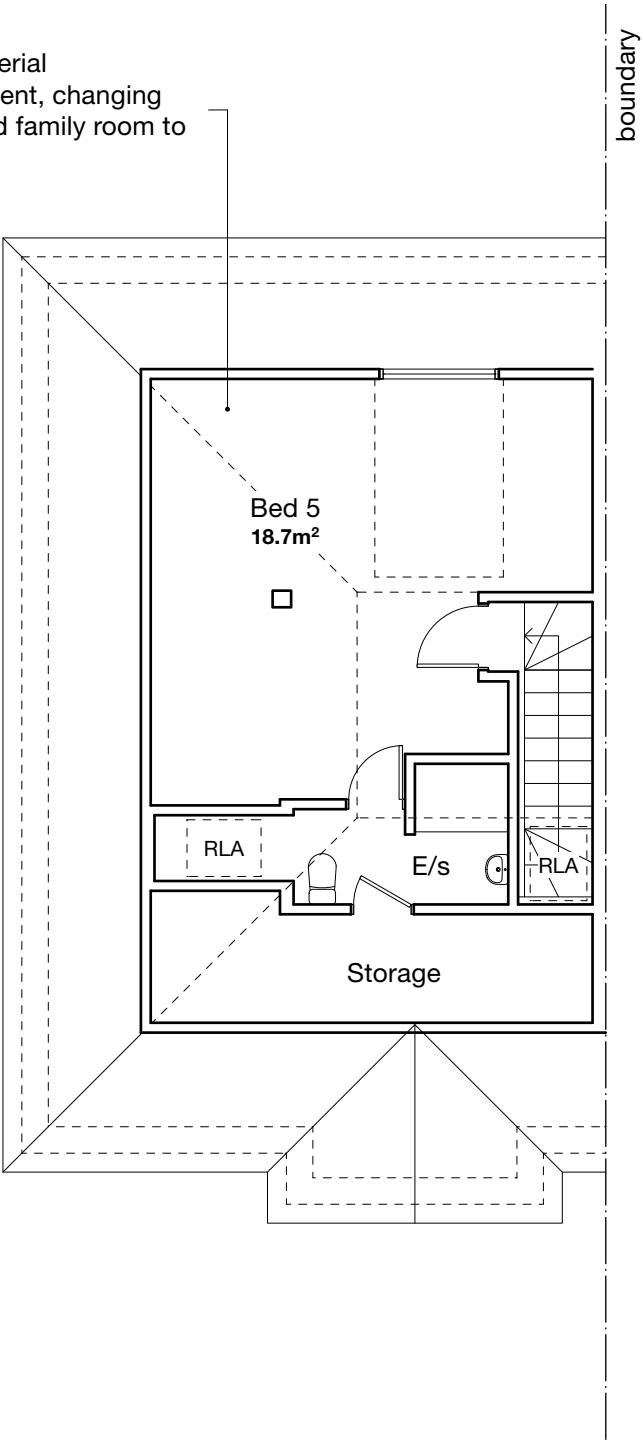 erial
ent, changing
d family room to
boundary
Bed 5
18.7m²
RLA
E/s
RLA
Storage